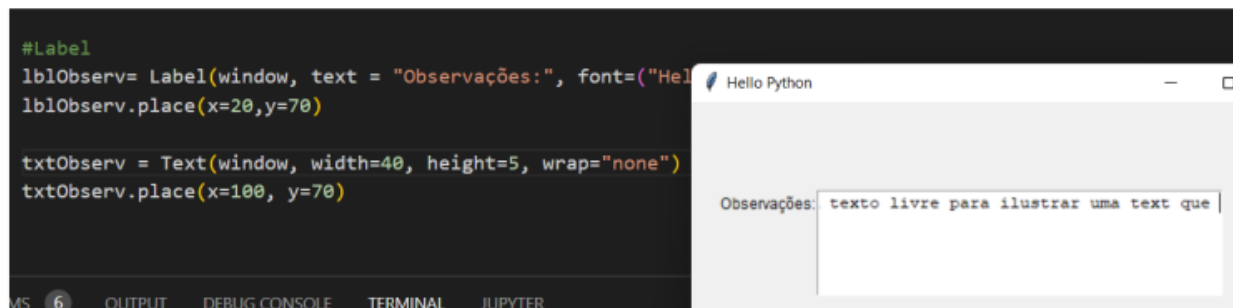 #Label
lblObserv= Label(window, text = "Observações:", font=("Hel
lblObserv.place(x=20,y=70)
txtObserv = Text(window, width=40, height=5, wrap="none")
txtObserv.place(x=100, y=70)
MS 6 OUTPUT DEBUG CONSOLE TERMINAL JUPYTER
Hello Python
Observações: texto livre para ilustrar uma text que